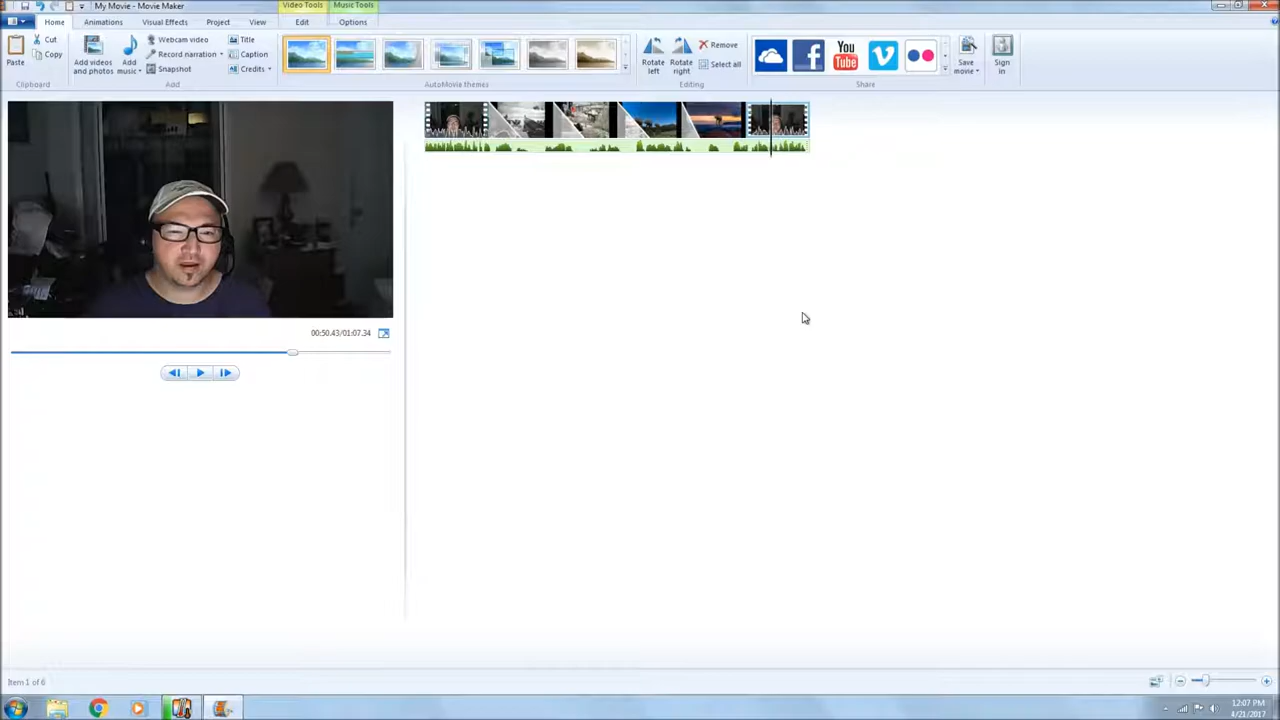 My Movie - Movie Maker
Video Tools
Music Tools
Home
Animations
Visual Effects
Project
View
Edit
Options
Paste
Cut
Copy
Clipboard
Add videos and photos
Add music
Webcam video
Record narration
Snapshot
Title
Caption
Credits
Add
AutoMovie themes
Rotate left
Rotate right
Remove
Select all
Editing
You Tube
Share
Save movie
Sign in
00:50.43/01:07.34
Item 1 of 6
12:07 PM
4/21/2017